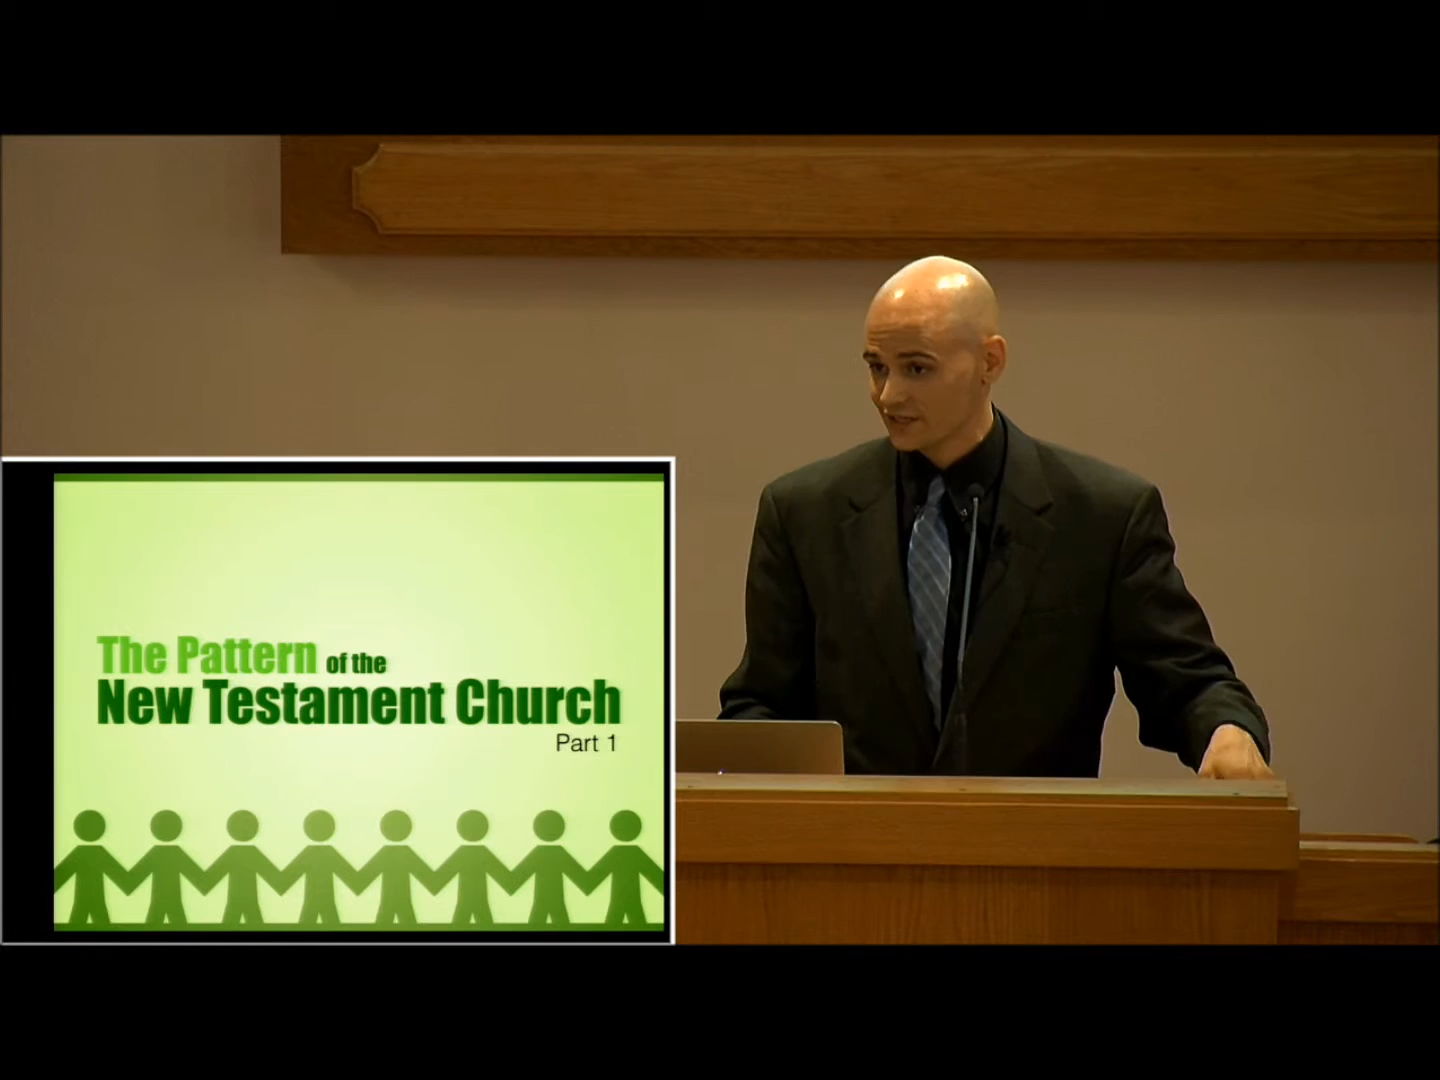 The Pattern of the
New Testament Church
Part 1